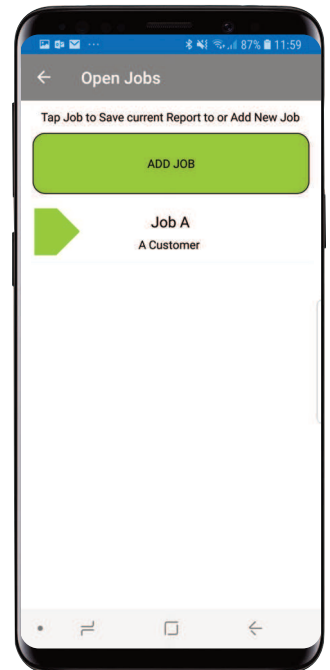 87% 11:59
Open Jobs
Tap Job to Save current Report to or Add New Job
ADD JOB
Job A
A Customer